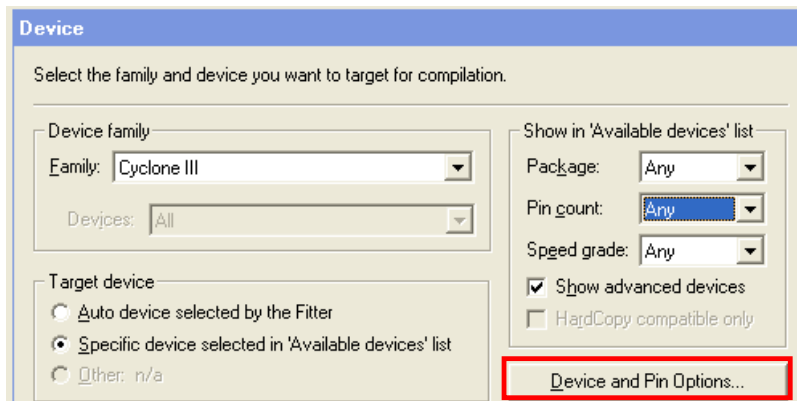 Device
Select the family and device you want to target for compilation.
Device family
Family: Cyclone III
Devices: All
Show in 'Available devices' list
Package: Any
Pin count: Any
Speed grade: Any
Show advanced devices
HardCopy compatible only
Target device
Auto device selected by the Fitter
Specific device selected in 'Available devices' list
Other: n/a
Device and Pin Options...